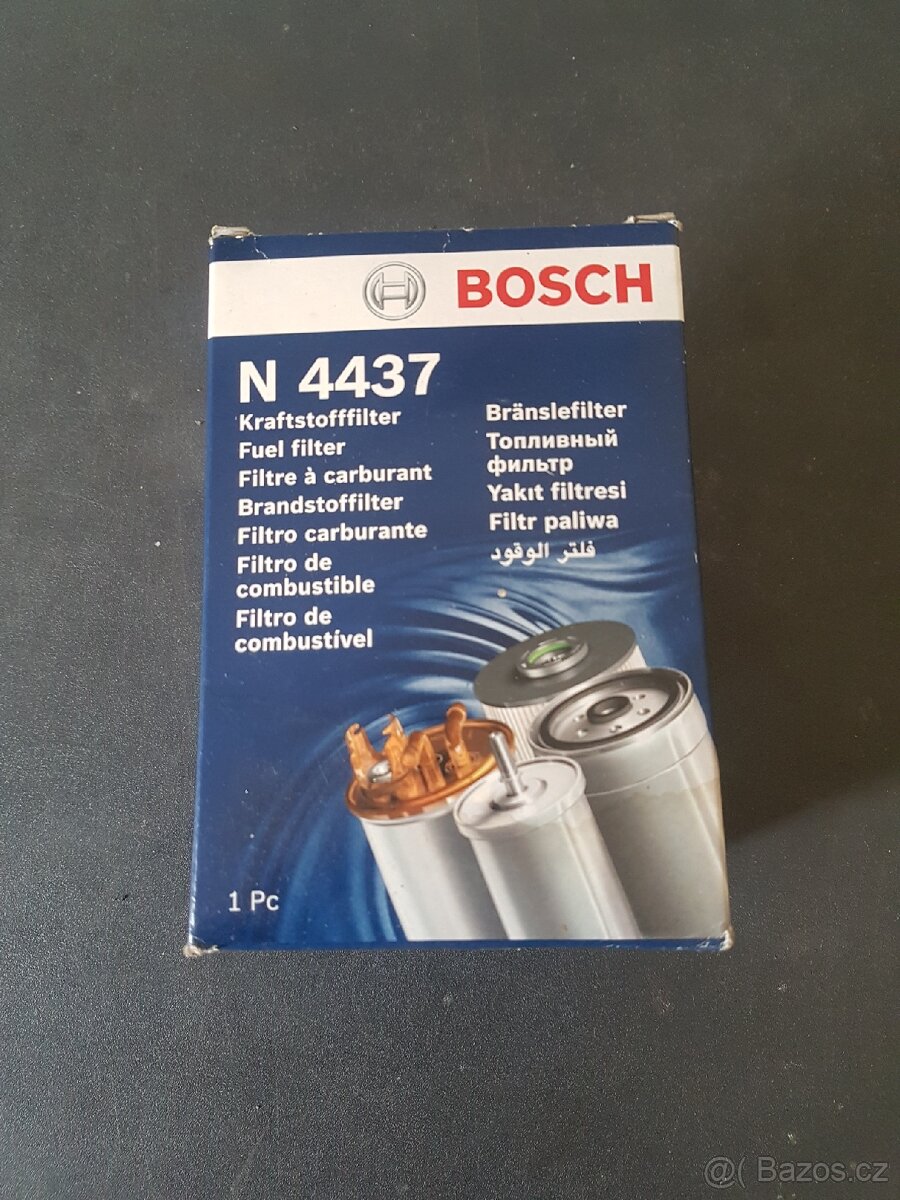 BOSCH
N 4437
Kraftstofffilter
Fuel filter
Filtre à carburant
Brandstoffilter
Filtro carburante
Filtro de
combustible
Filtro de
combustível
Bränslefilter
Топливный
фильтр
Yakıt filtresi
Filtr paliwa
فلتر الوقود
1 Pc
@( Bazos.cz